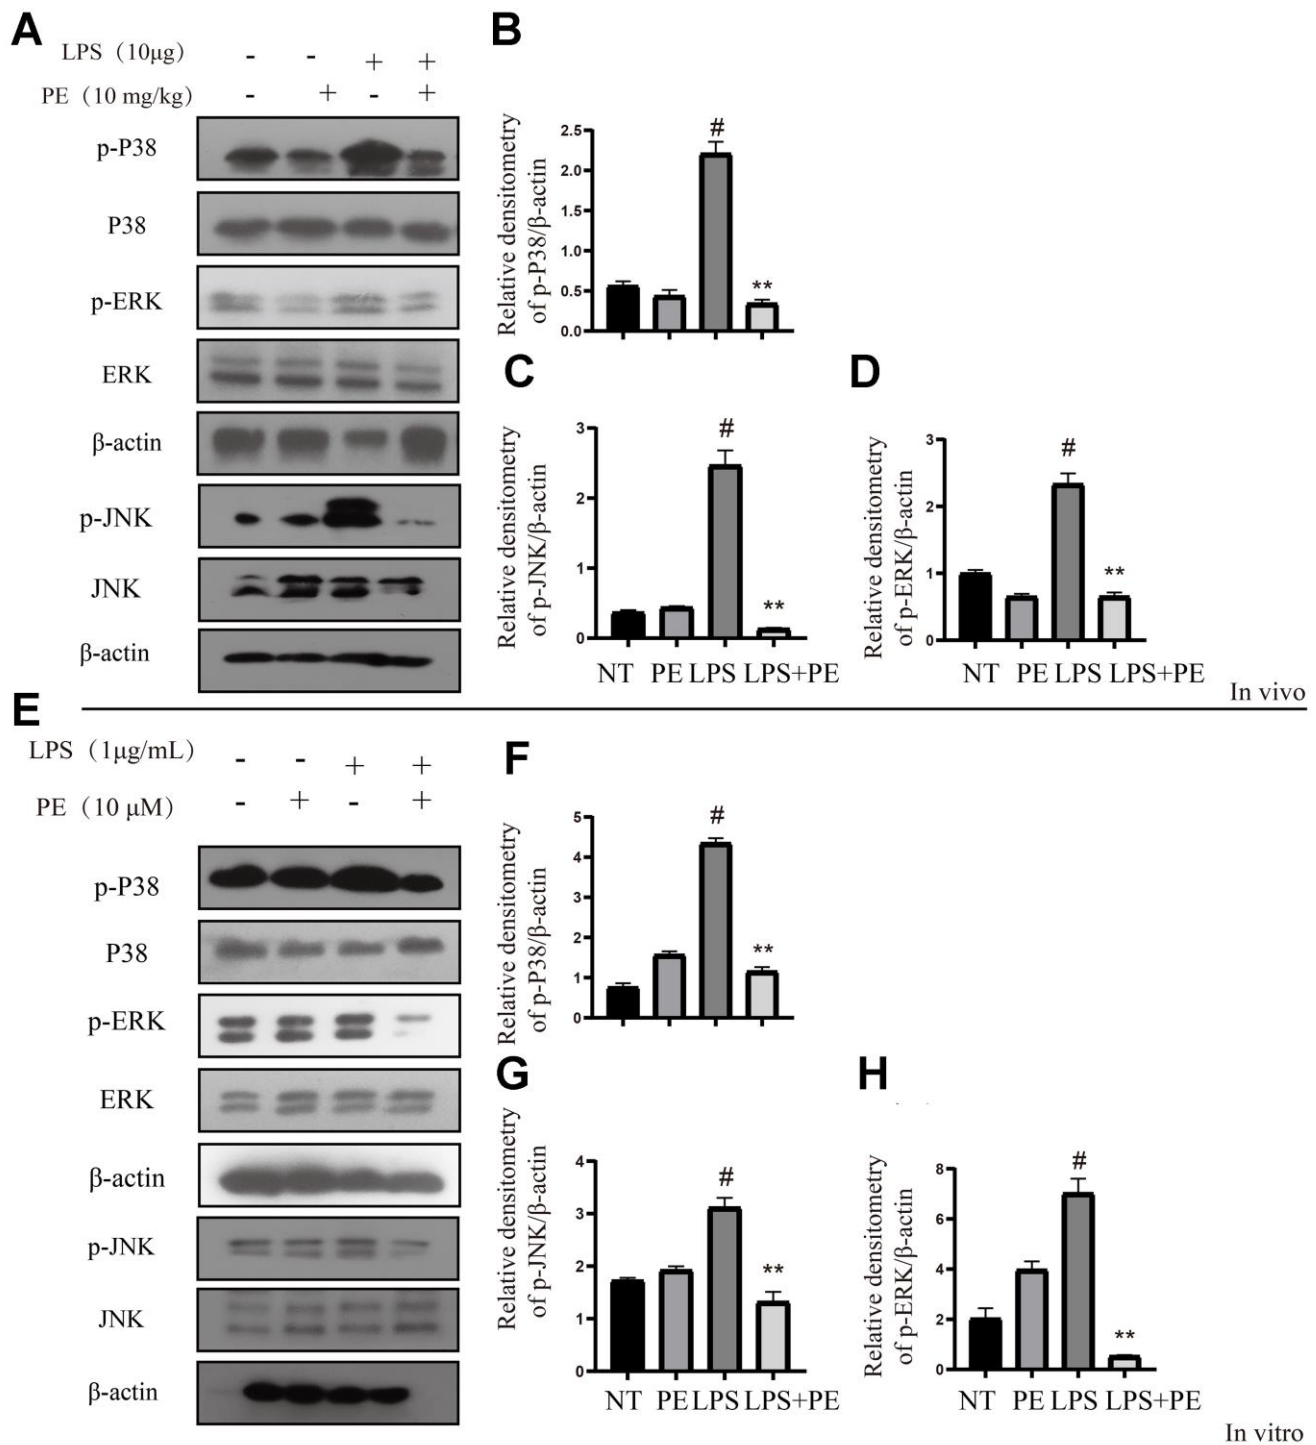 A
LPS（10μg） - - + +
PE（10 mg/kg） - + - +
p-P38
P38
p-ERK
ERK
β-actin
p-JNK
JNK
β-actin
B
Relative densitometry
of p-P38/β-actin
2.5
2.0
1.5
1.0
0.5
0.0
#
**
C
Relative densitometry
of p-JNK/β-actin
3
2
1
0
#
**
NT PE LPS LPS+PE
D
Relative densitometry
of p-ERK/β-actin
3
2
1
0
#
**
NT PE LPS LPS+PE
In vivo
E
LPS（1μg/mL） - - + +
PE（10 μM） - + - +
p-P38
P38
p-ERK
ERK
β-actin
p-JNK
JNK
β-actin
F
Relative densitometry
of p-P38/β-actin
5
4
3
2
1
0
#
**
G
Relative densitometry
of p-JNK/β-actin
4
3
2
1
0
#
**
NT PE LPS LPS+PE
H
Relative densitometry
of p-ERK/β-actin
8
6
4
2
0
#
**
NT PE LPS LPS+PE
In vitro